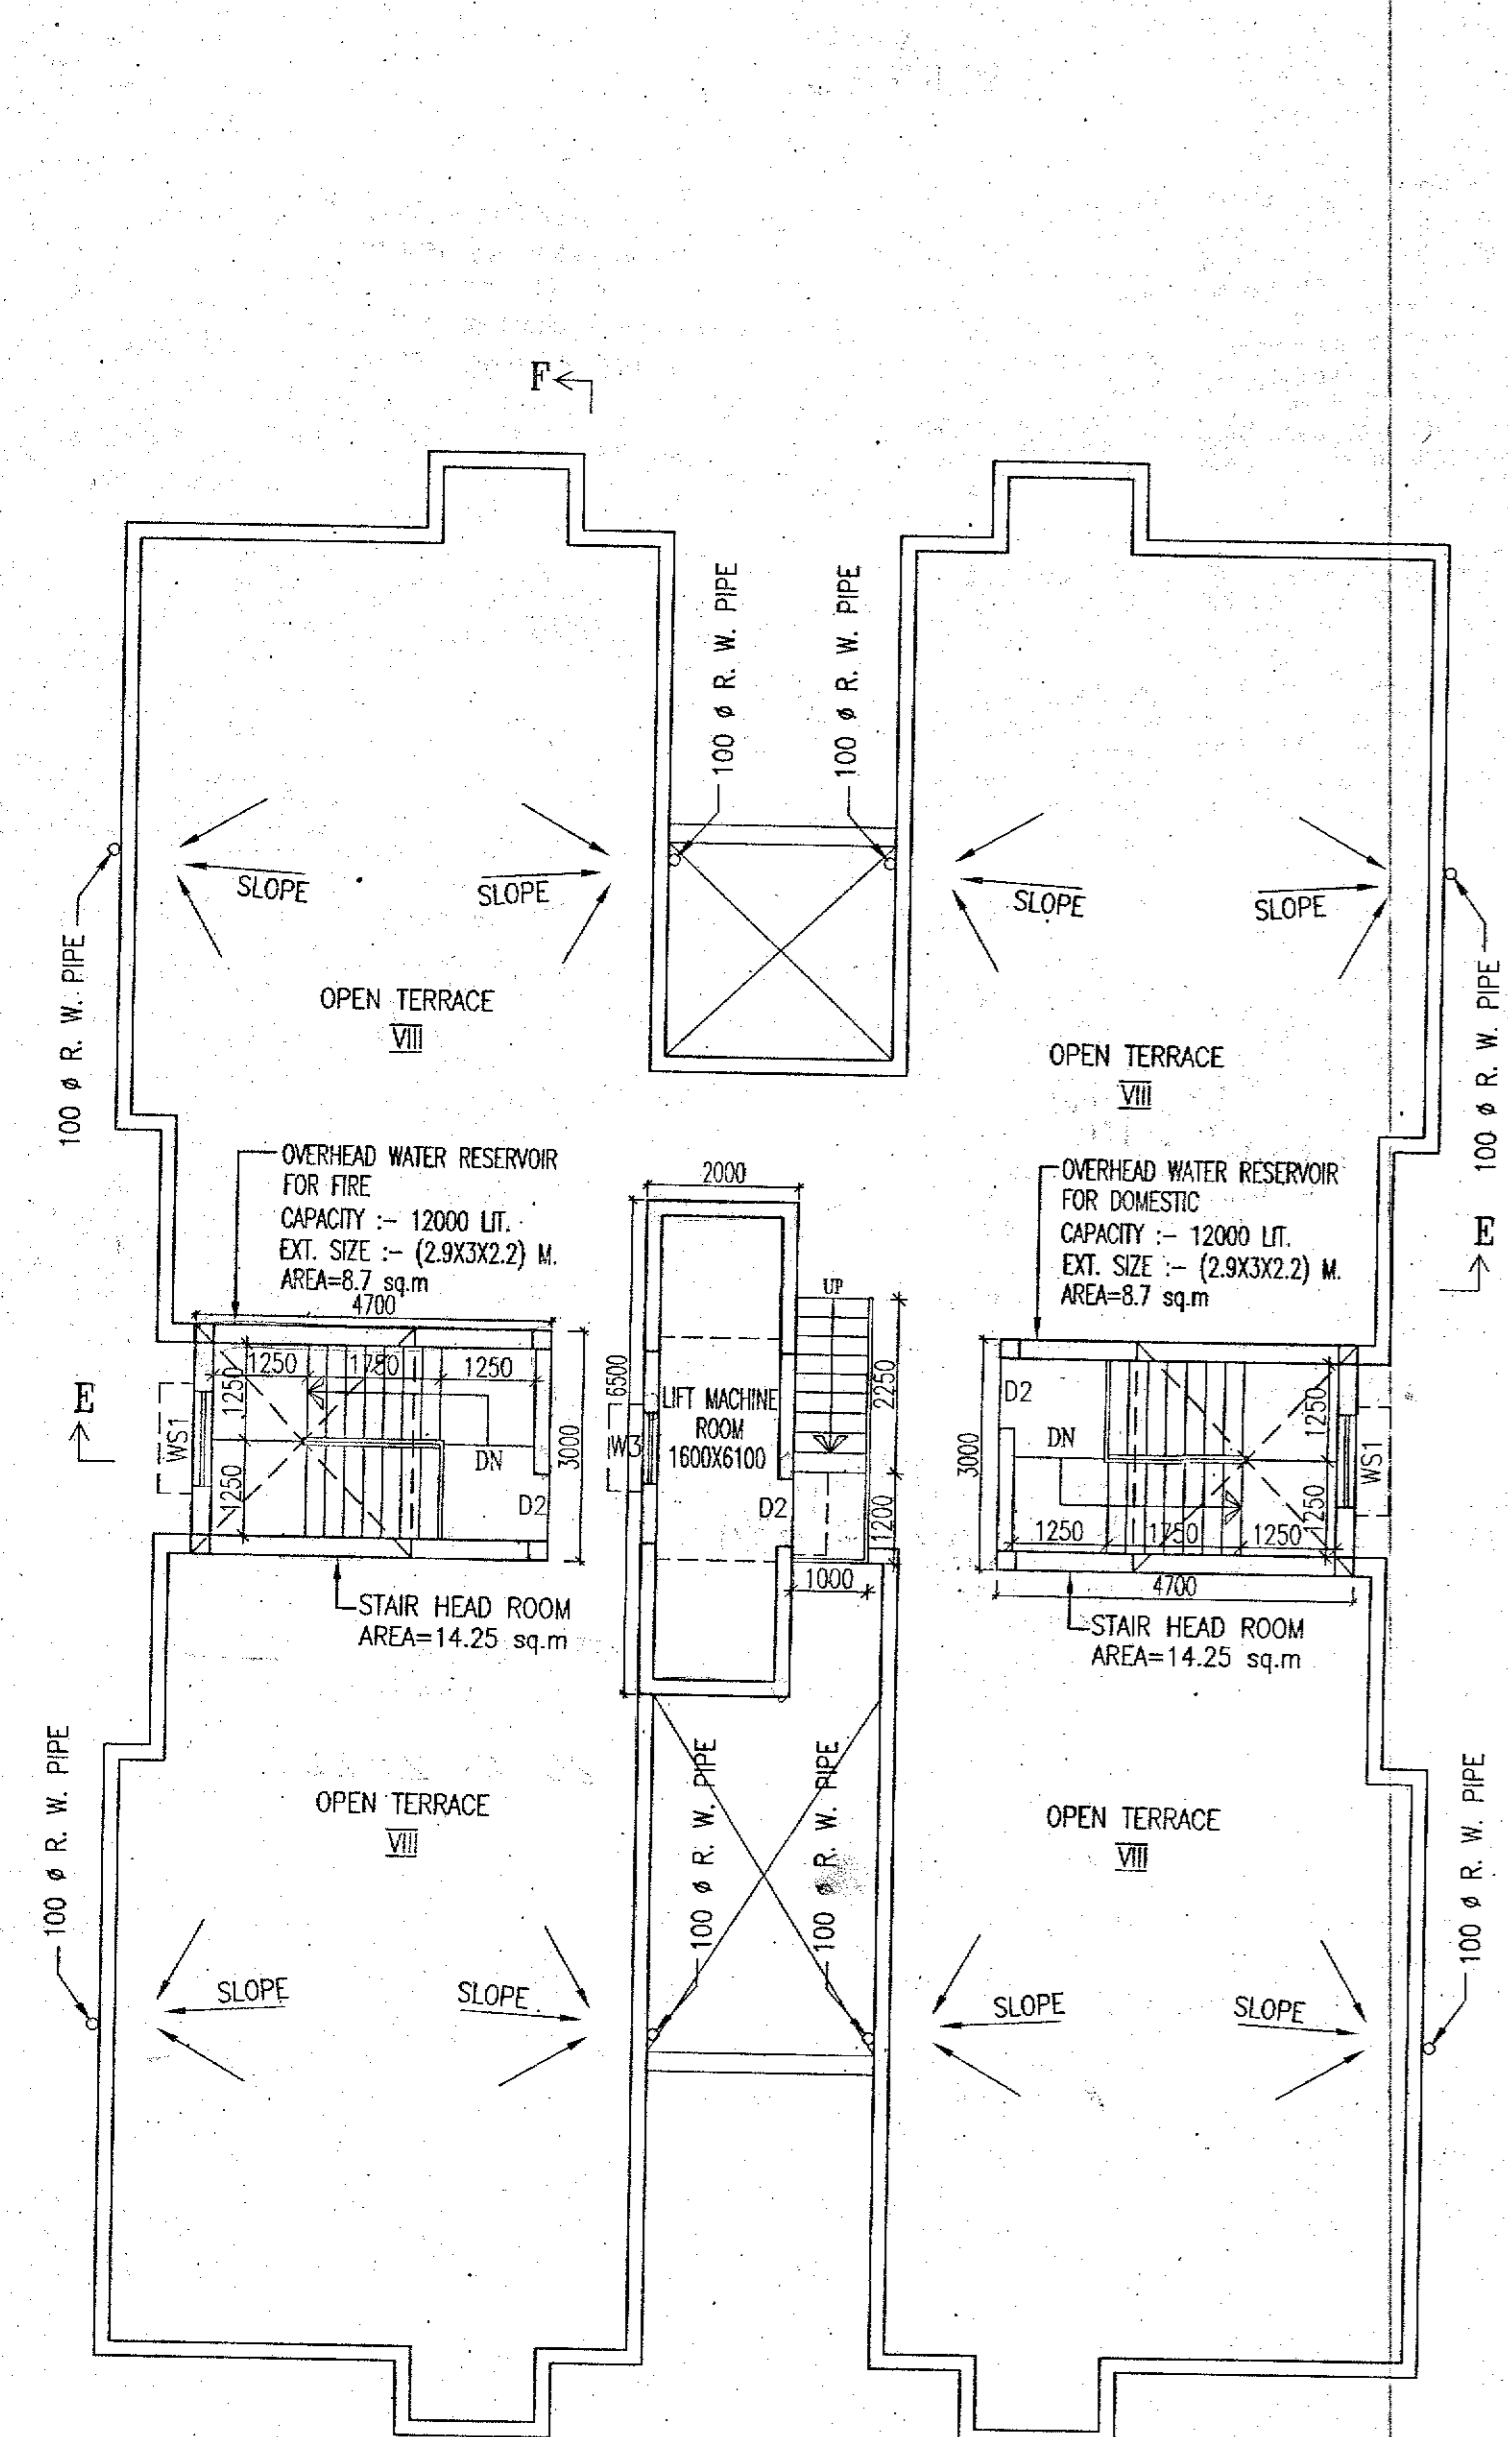 F
100 ø R. W. PIPE
100 ø R. W. PIPE
SLOPE
SLOPE
SLOPE
SLOPE
100 ø R. W. PIPE
100 ø R. W. PIPE
OPEN TERRACE
VIII
OPEN TERRACE
VIII
OVERHEAD WATER RESERVOIR
FOR FIRE
CAPACITY :- 12000 LIT.
EXT. SIZE :- (2.9X3X2.2) M.
AREA=8.7 sq.m
4700
2000
OVERHEAD WATER RESERVOIR
FOR DOMESTIC
CAPACITY :- 12000 LIT.
EXT. SIZE :- (2.9X3X2.2) M.
AREA=8.7 sq.m
E
E
UP
1250
1750
1250
1250
1250
WS1
DN
D2
3000
6500
W3
LIFT MACHINE
ROOM
1600X6100
D2
2250
1200
1000
3000
D2
DN
1250
1250
WS1
1250
1750
1250
4700
STAIR HEAD ROOM
AREA=14.25 sq.m
STAIR HEAD ROOM
AREA=14.25 sq.m
100 ø R. W. PIPE
100 ø R. W. PIPE
100 ø R. W. PIPE
100 ø R. W. PIPE
OPEN TERRACE
VIII
OPEN TERRACE
VIII
SLOPE
SLOPE
SLOPE
SLOPE